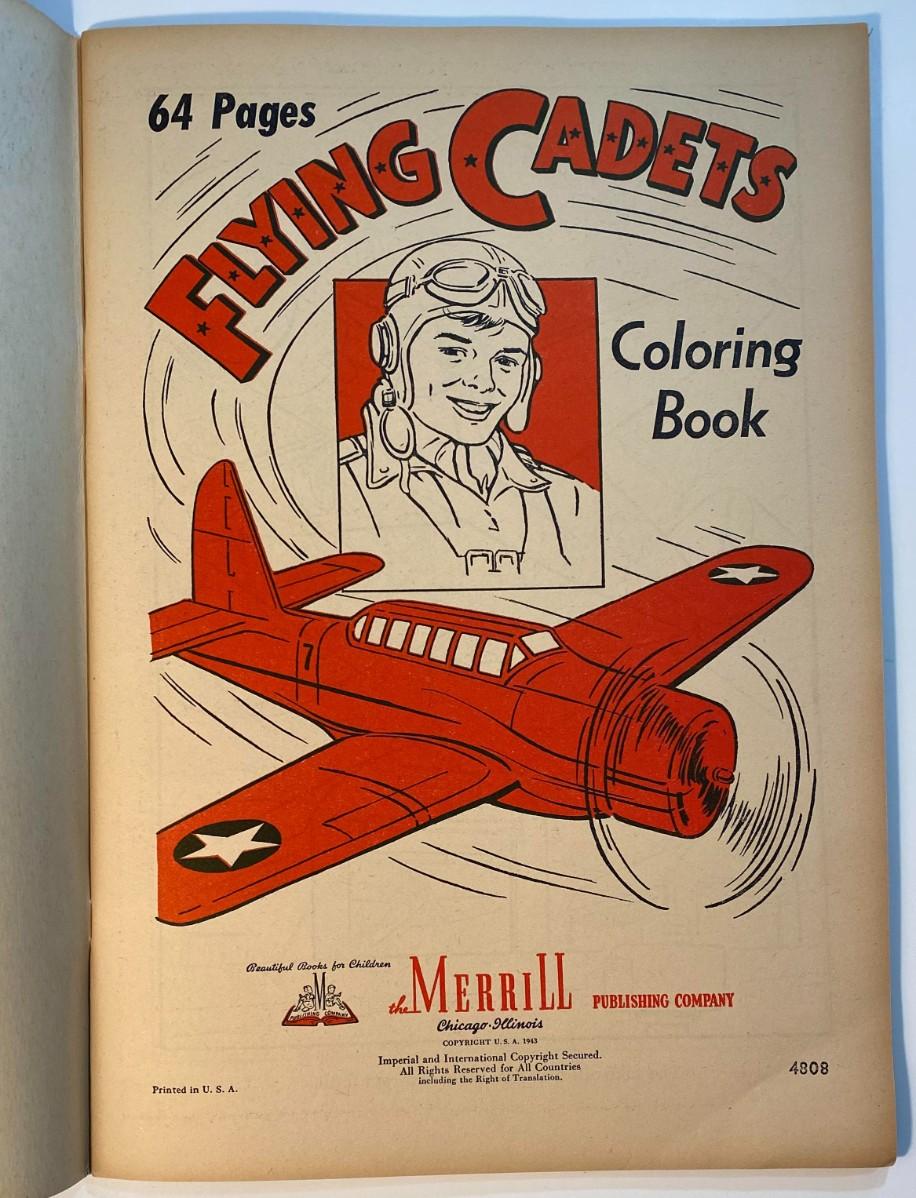 64 Pages
FLYING CADETS
Coloring
Book
7
Beautiful Books for Children
M
PUBLISHING COMPANY
the MERRILL PUBLISHING COMPANY
Chicago·Illinois
COPYRIGHT U. S. A. 1943
Imperial and International Copyright Secured.
All Rights Reserved for All Countries
including the Right of Translation.
4808
Printed in U. S. A.